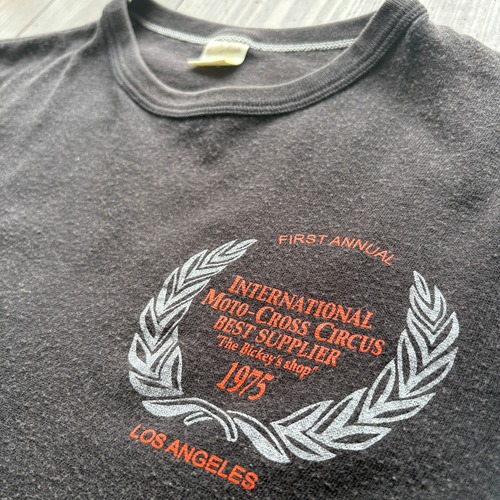 FIRST ANNUAL
INTERNATIONAL
MOTO-CROSS CIRCUS
BEST SUPPLIER
"The Bickey's shop"
1975
LOS ANGELES